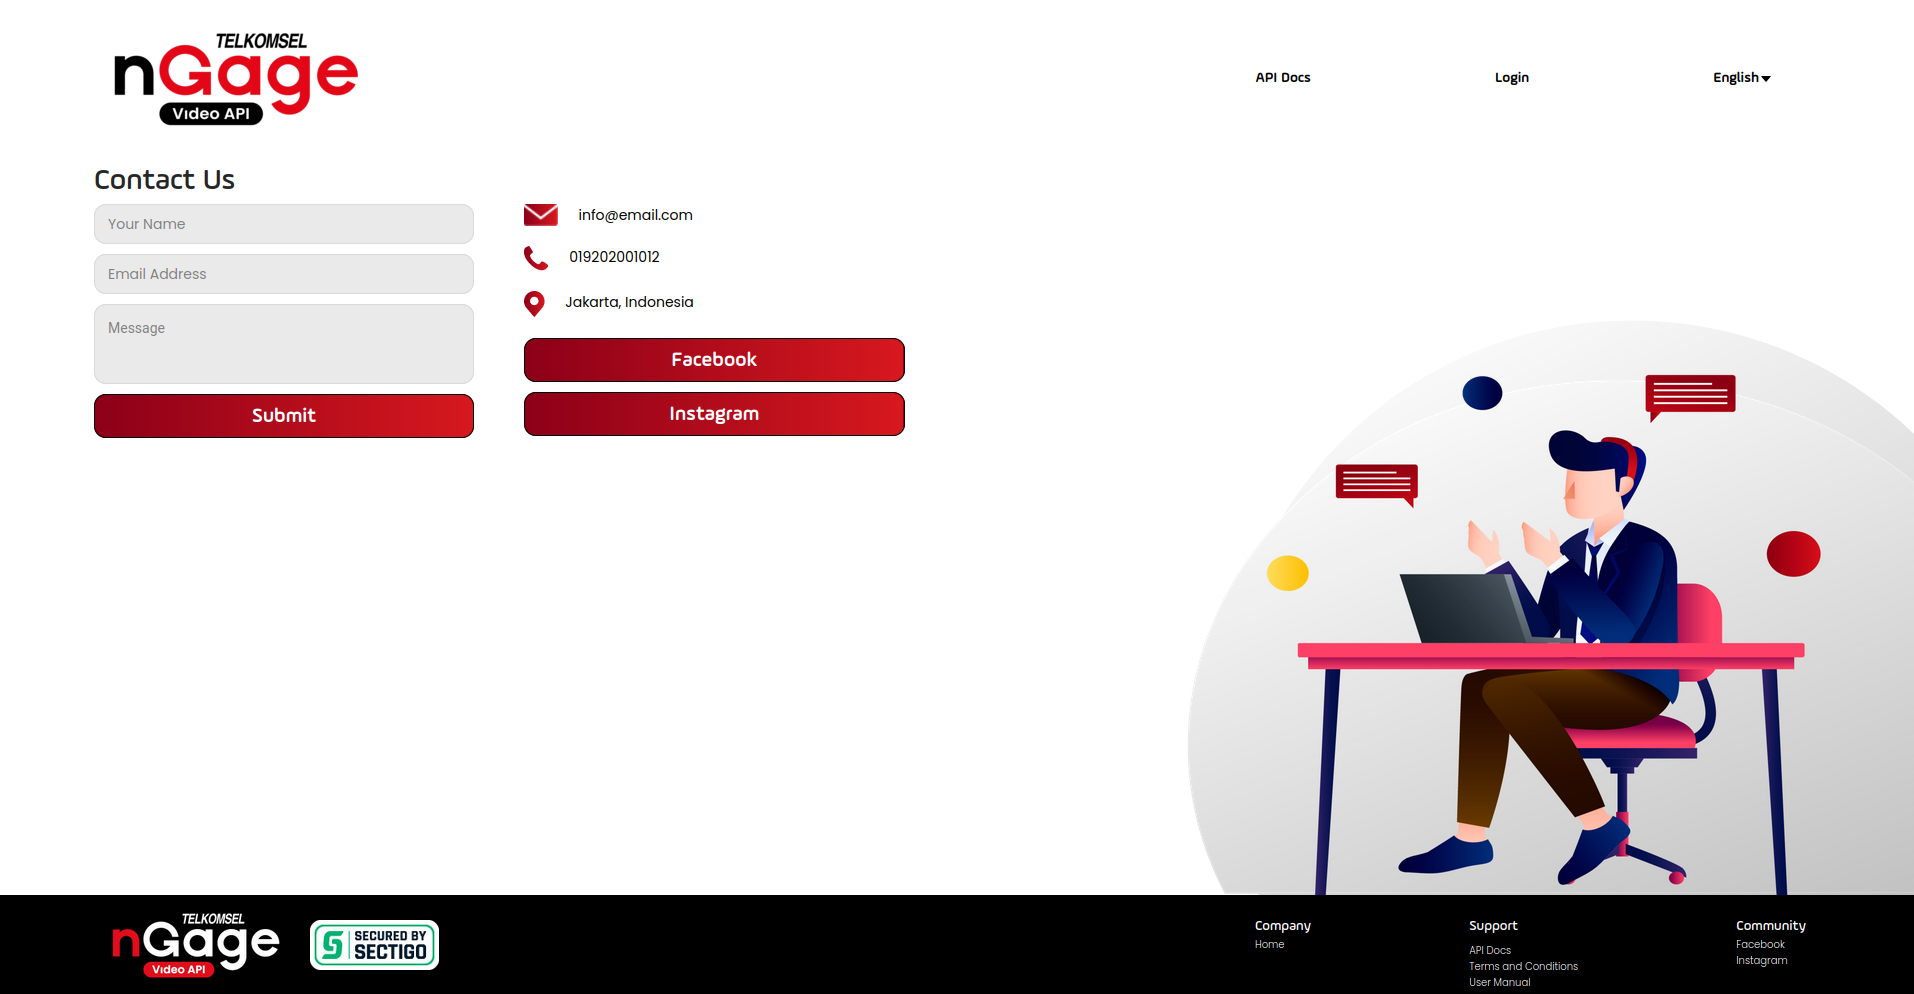 TELKOMSEL
nGage
Video API
API Docs
Login
English
Contact Us
Your Name
Email Address
Message
Submit
info@email.com
019202001012
Jakarta, Indonesia
Facebook
Instagram
TELKOMSEL
nGage
Video API
SECURED BY
SECTIGO
Company
Home
Support
API Docs
Terms and Conditions
User Manual
Community
Facebook
Instagram